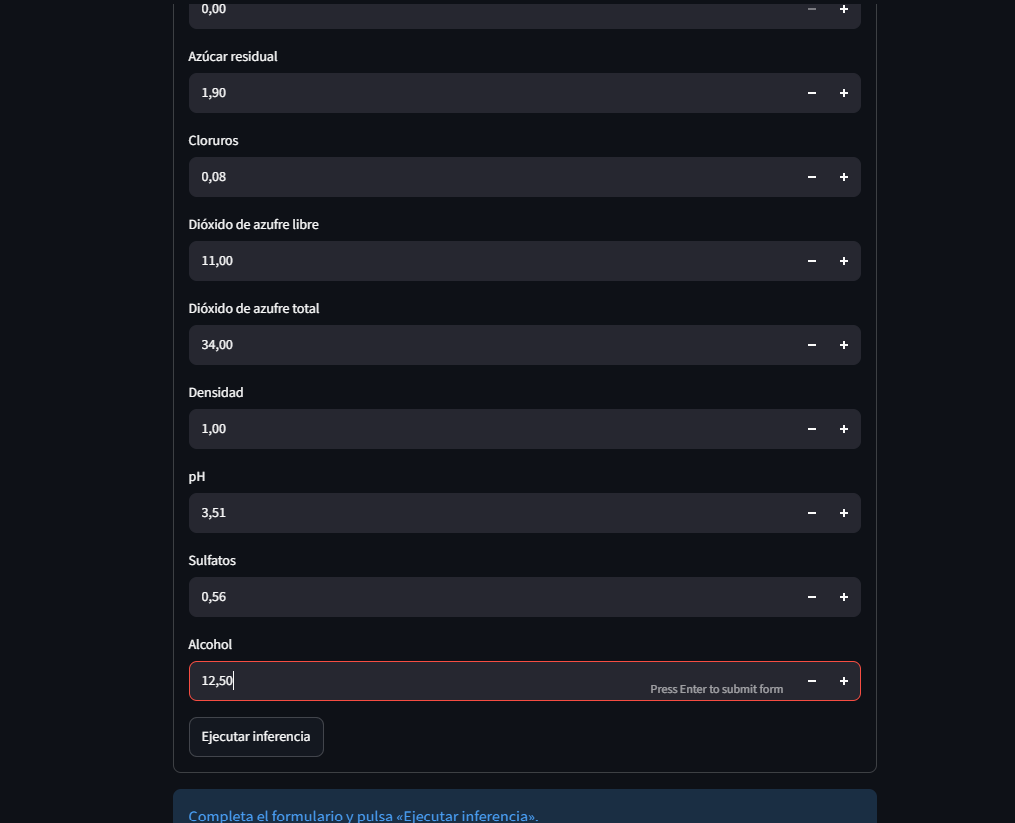 0,00
Azúcar residual
1,90
Cloruros
0,08
Dióxido de azufre libre
11,00
Dióxido de azufre total
34,00
Densidad
1,00
pH
3,51
Sulfatos
0,56
Alcohol
12,50
Press Enter to submit form
Ejecutar inferencia
Completa el formulario y pulsa «Ejecutar inferencia».